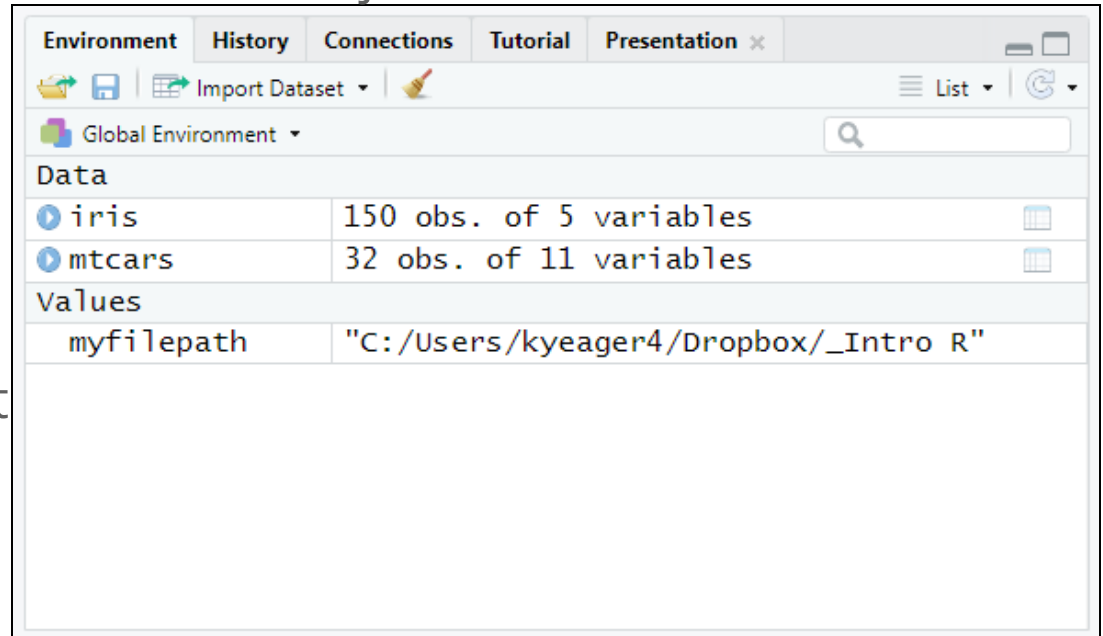 Environment History Connections Tutorial Presentation
Import Dataset List
Global Environment
Data
iris 150 obs. of 5 variables
mtcars 32 obs. of 11 variables
Values
myfilepath "C:/Users/kyeager4/Dropbox/_Intro R"